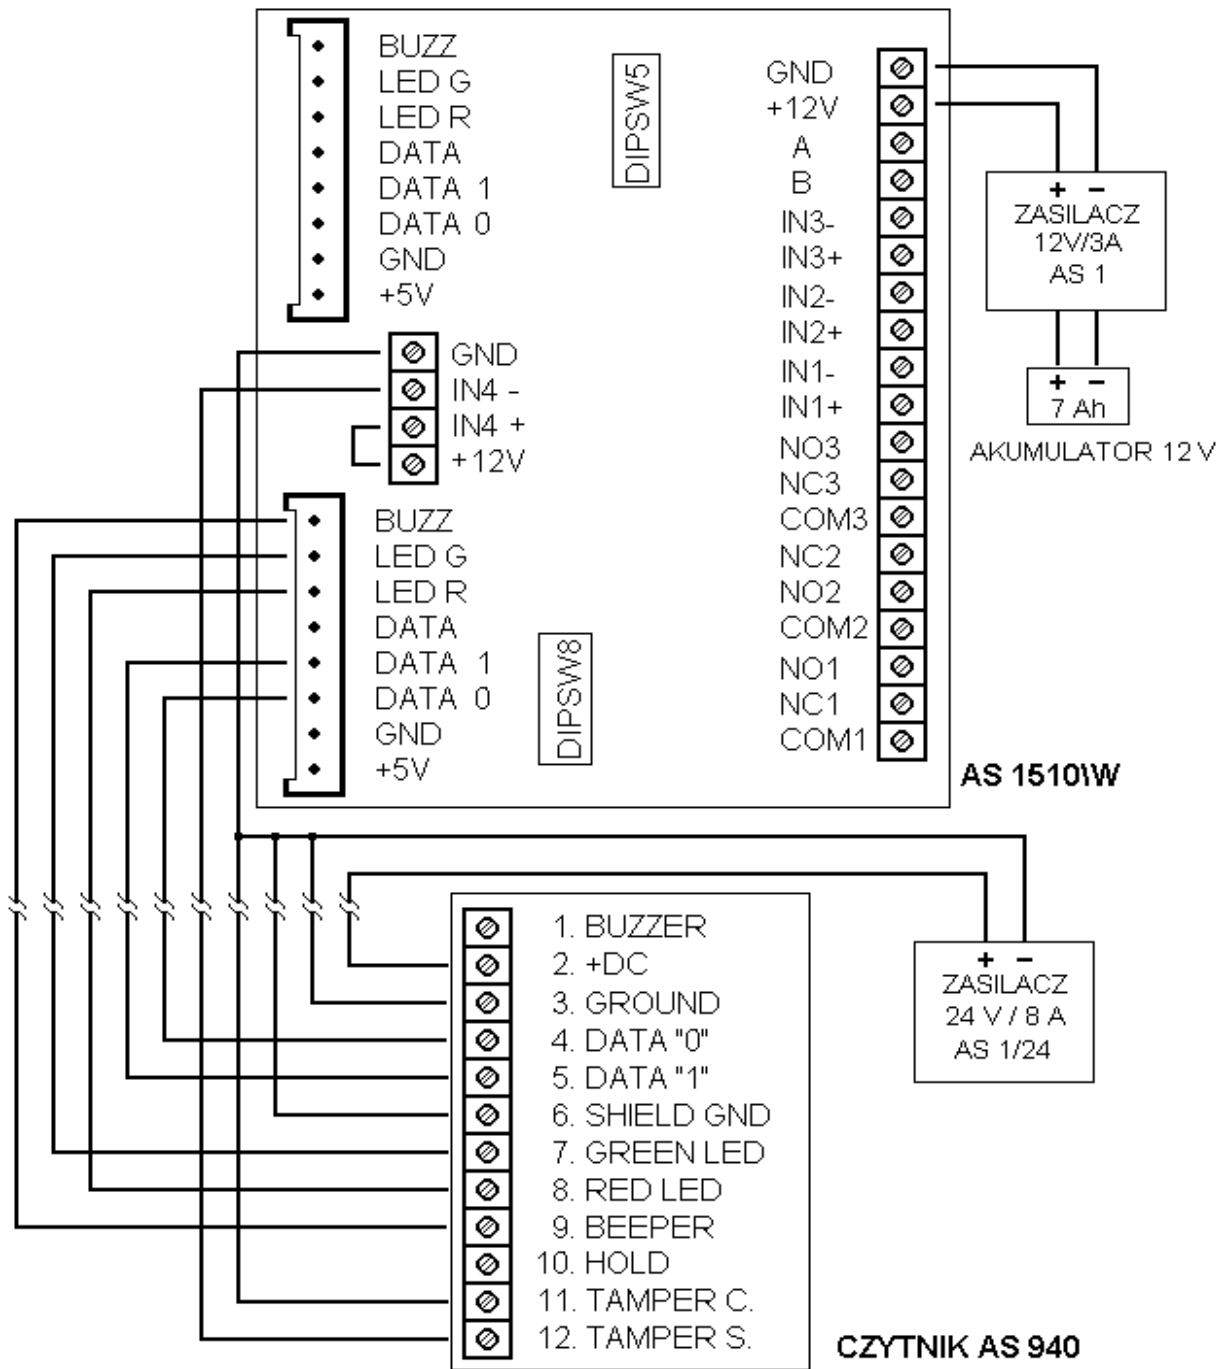 BUZZ
LED G
LED R
DATA
DATA 1
DATA 0
GND
+5V
DIPSW5
GND
+12V
A
B
IN3-
IN3+
IN2-
IN2+
IN1-
IN1+
NO3
NC3
COM3
NC2
NO2
COM2
NO1
NC1
COM1
+ −
ZASILACZ
12V/3A
AS 1
+ −
7 Ah
AKUMULATOR 12 V
GND
IN4 -
IN4 +
+12V
BUZZ
LED G
LED R
DATA
DATA 1
DATA 0
GND
+5V
DIPSW8
AS 1510\W
1. BUZZER
2. +DC
3. GROUND
4. DATA "0"
5. DATA "1"
6. SHIELD GND
7. GREEN LED
8. RED LED
9. BEEPER
10. HOLD
11. TAMPER C.
12. TAMPER S.
+ −
ZASILACZ
24 V / 8 A
AS 1/24
CZYTNIK AS 940